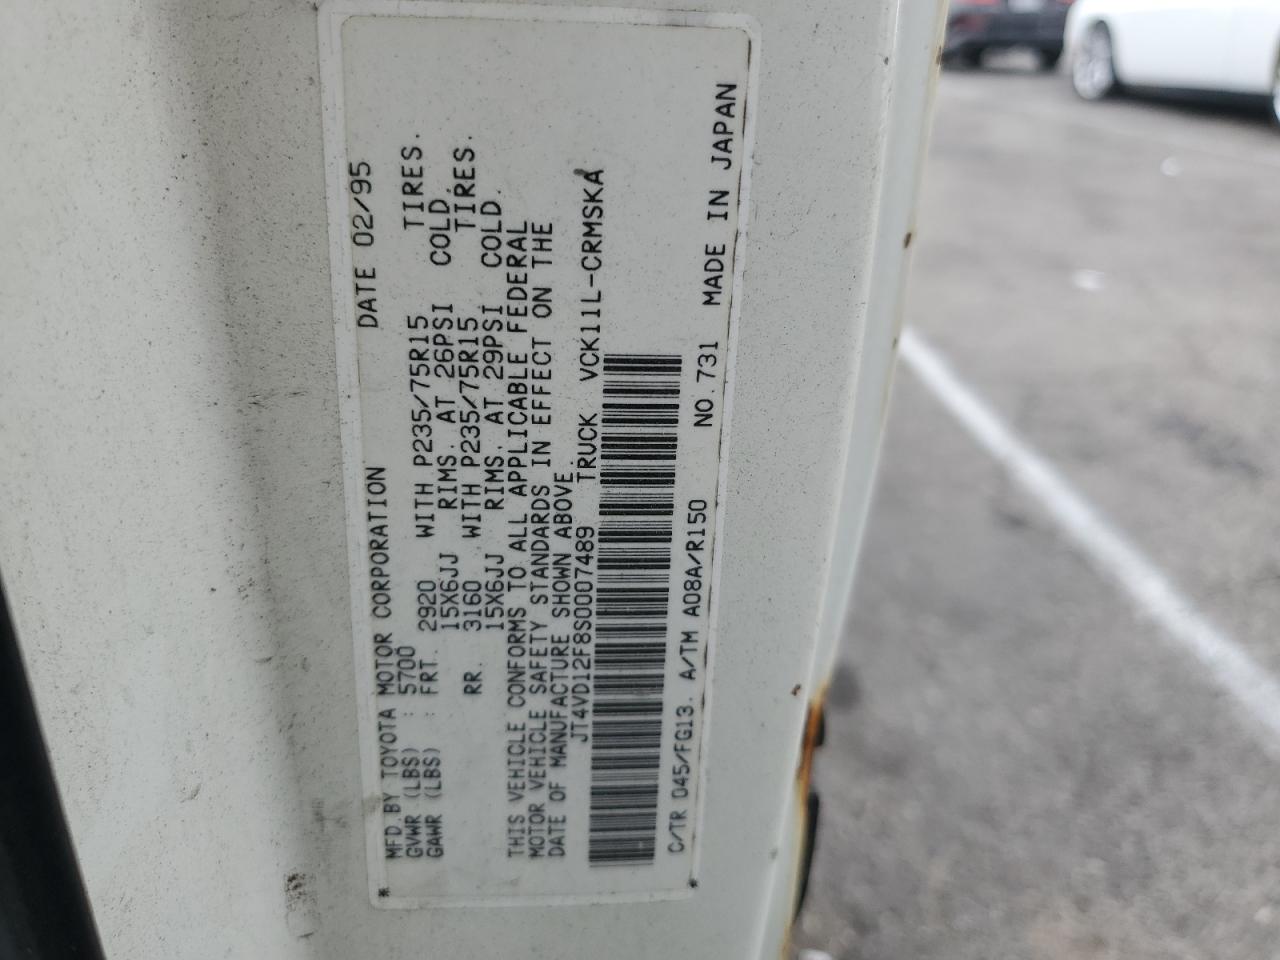 MFD.BY TOYOTA MOTOR CORPORATION DATE 02/95
GVWR (LBS) : 5700
GAWR (LBS) : FRT. 2920 WITH P235/75R15 TIRES.
15X6JJ RIMS. AT 26PSI COLD.
RR. 3160 WITH P235/75R15 TIRES.
15X6JJ RIMS. AT 29PSI COLD.
THIS VEHICLE CONFORMS TO ALL APPLICABLE FEDERAL
MOTOR VEHICLE SAFETY STANDARDS IN EFFECT ON THE
DATE OF MANUFACTURE SHOWN ABOVE.
JT4VD12F8S0007489 TRUCK VCK11L-CRMSKA
C/TR 045/FG13. A/TM A08A/R150 NO.731 MADE IN JAPAN